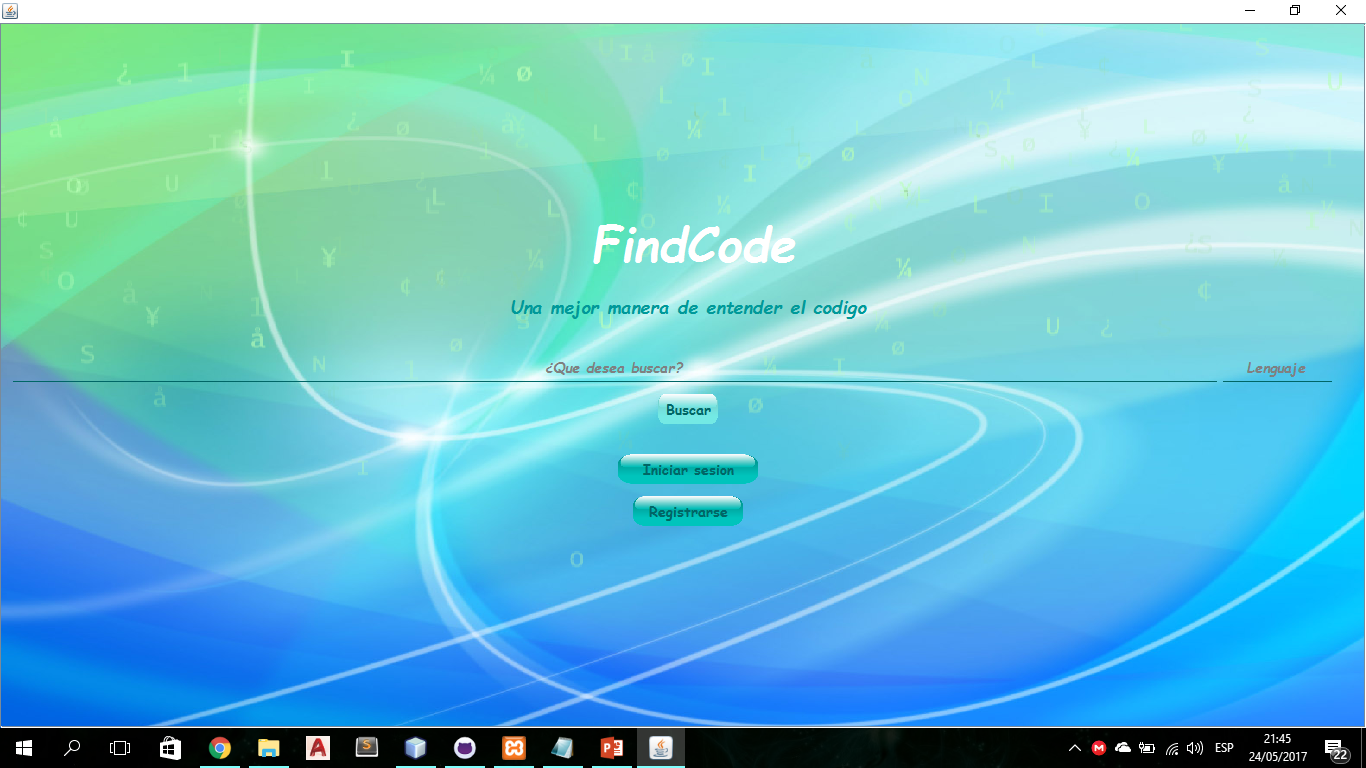 FindCode
Una mejor manera de entender el codigo
¿Que desea buscar? Lenguaje
Buscar
Iniciar sesion
Registrarse
ESP
21:45
24/05/2017
22